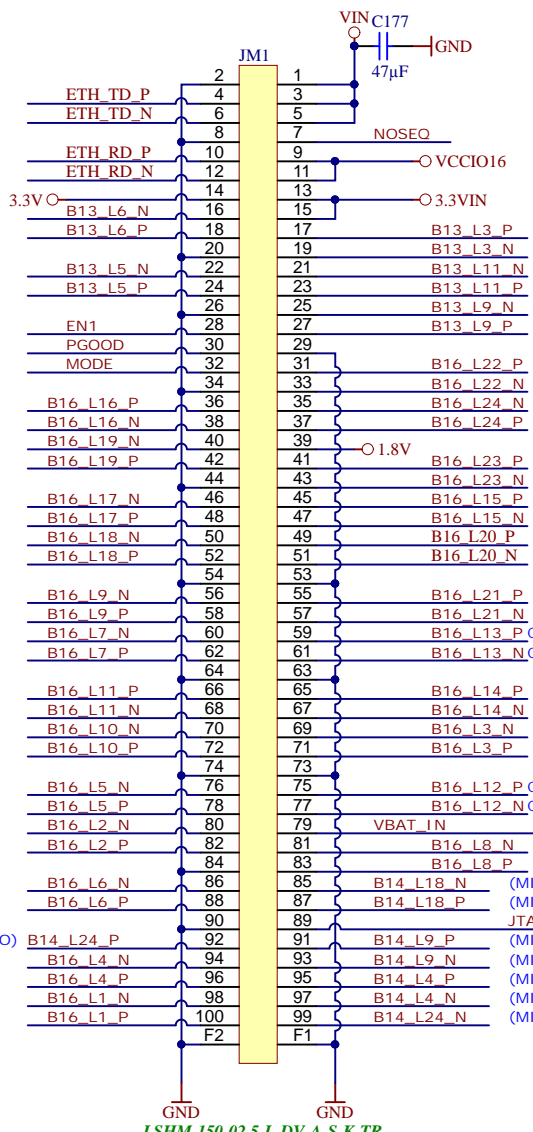 VIN C177
GND
47µF
JM1
2 1
ETH_TD_P 4 3
ETH_TD_N 6 5
8 7 NOSEQ
ETH_RD_P 10 9 VCCIO16
ETH_RD_N 12 11
3.3V 14 13 3.3VIN
B13_L6_N 16 15
B13_L6_P 18 17 B13_L3_P
20 19 B13_L3_N
B13_L5_N 22 21 B13_L11_N
B13_L5_P 24 23 B13_L11_P
26 25 B13_L9_N
EN1 28 27 B13_L9_P
PGOOD 30 29
MODE 32 31 B16_L22_P
34 33 B16_L22_N
B16_L16_P 36 35 B16_L24_N
B16_L16_N 38 37 B16_L24_P
B16_L19_N 40 39 1.8V
B16_L19_P 42 41 B16_L23_P
44 43 B16_L23_N
B16_L17_N 46 45 B16_L15_P
B16_L17_P 48 47 B16_L15_N
B16_L18_N 50 49 B16_L20_P
B16_L18_P 52 51 B16_L20_N
54 53
B16_L9_N 56 55 B16_L21_P
B16_L9_P 58 57 B16_L21_N
B16_L7_N 60 59 B16_L13_P
B16_L7_P 62 61 B16_L13_N
64 63
B16_L11_P 66 65 B16_L14_P
B16_L11_N 68 67 B16_L14_N
B16_L10_N 70 69 B16_L3_N
B16_L10_P 72 71 B16_L3_P
74 73
B16_L5_N 76 75 B16_L12_P
B16_L5_P 78 77 B16_L12_N
B16_L2_N 80 79 VBAT_IN
B16_L2_P 82 81 B16_L8_N
84 83 B16_L8_P
B16_L6_N 86 85 B14_L18_N (MI
B16_L6_P 88 87 B14_L18_P (MI
90 89 JTA
O) B14_L24_P 92 91 B14_L9_P (MI
B16_L4_N 94 93 B14_L9_N (MI
B16_L4_P 96 95 B14_L4_P (MI
B16_L1_N 98 97 B14_L4_N (MI
B16_L1_P 100 99 B14_L24_N (MI
F2 F1
GND GND